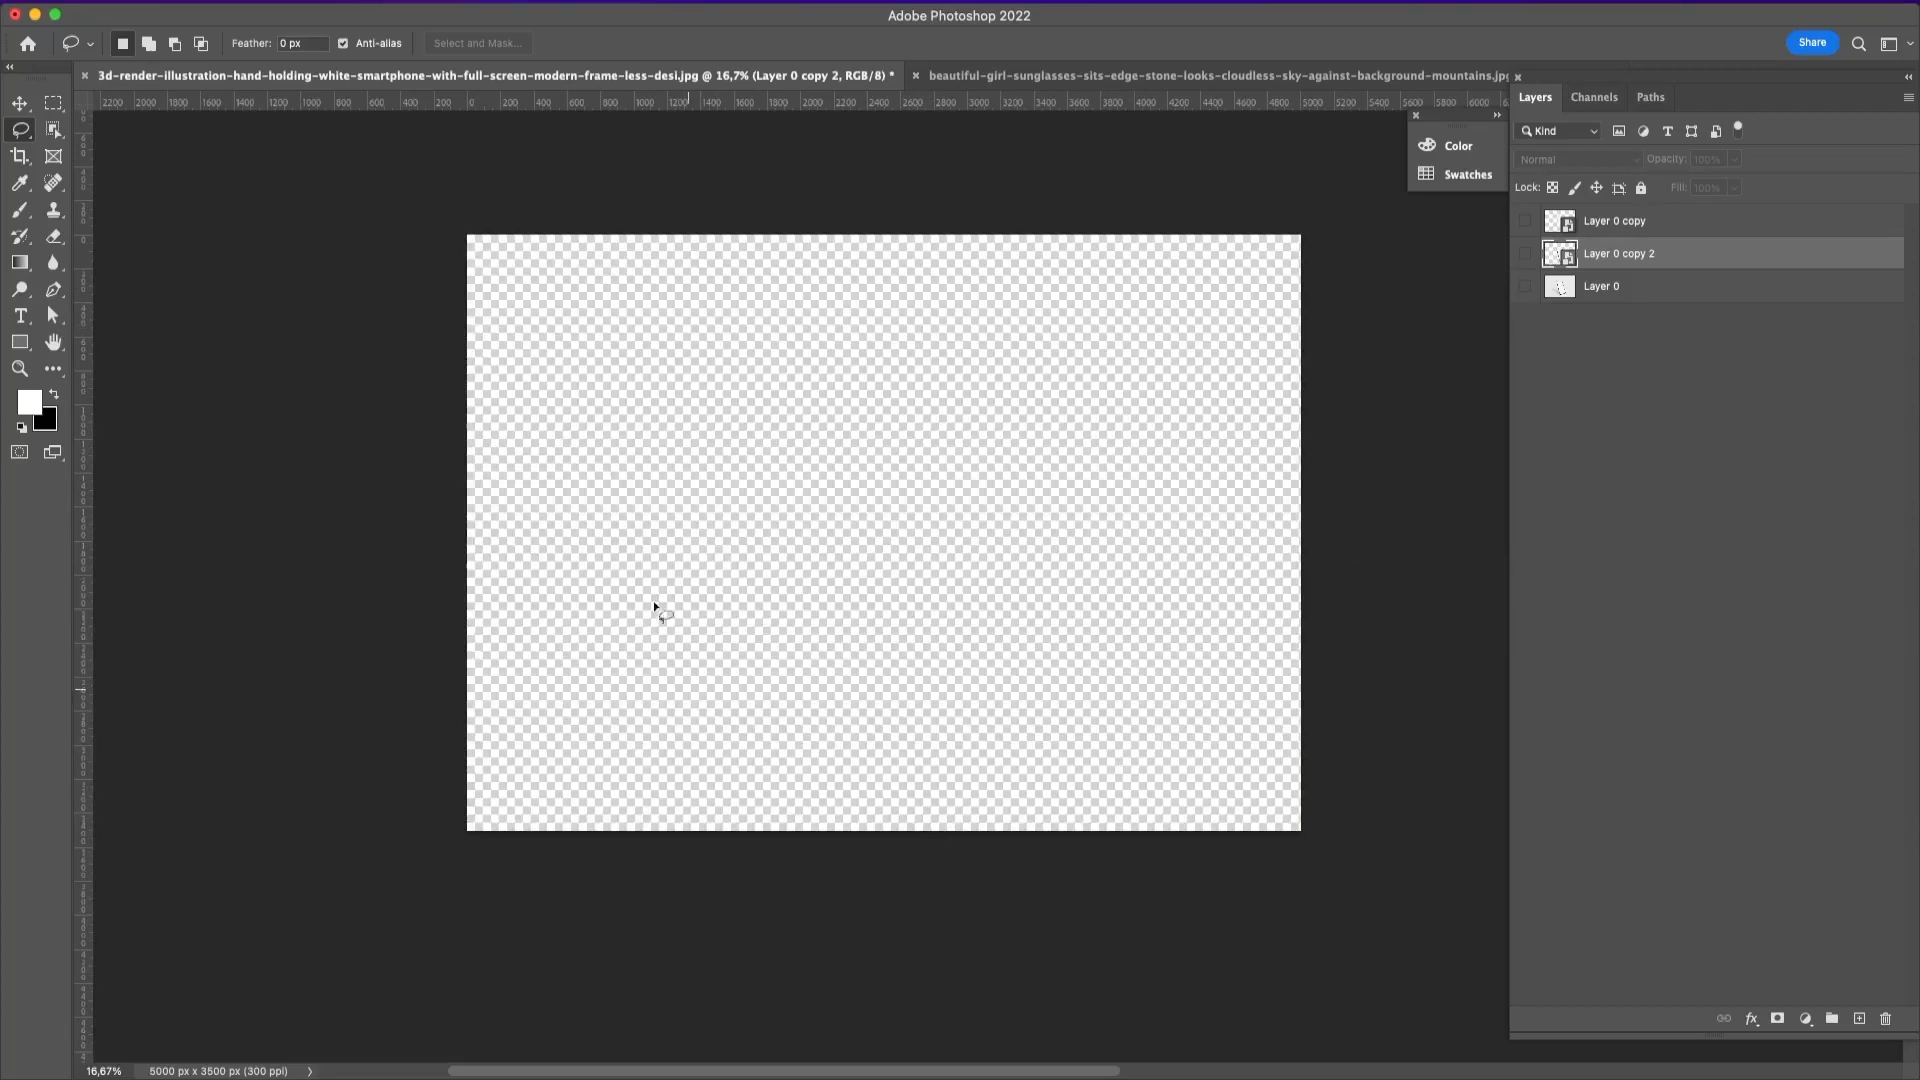 Adobe Photoshop 2022
Feather: 0 px Anti-alias Select and Mask... Share
3d-render-illustration-hand-holding-white-smartphone-with-full-screen-modern-frame-less-desi.jpg @ 16,7% (Layer 0 copy 2, RGB/8) *
beautiful-girl-sunglasses-sits-edge-stone-looks-cloudless-sky-against-background-mountains.jpg
2200 2000 1800 1600 1400 1200 1000 800 600 400 200 0 200 400 600 800 1000 1200 1400 1600 1800 2000 2200 2400 2600 2800 3000 3200 3400 3600 3800 4000 4200 4400 4600 4800 5000 5200 5400 5600 5800 6000
Color
Swatches
Layers Channels Paths
Kind
Normal Opacity: 100%
Lock: Fill: 100%
Layer 0 copy
Layer 0 copy 2
Layer 0
fx
16,67% 5000 px x 3500 px (300 ppi)